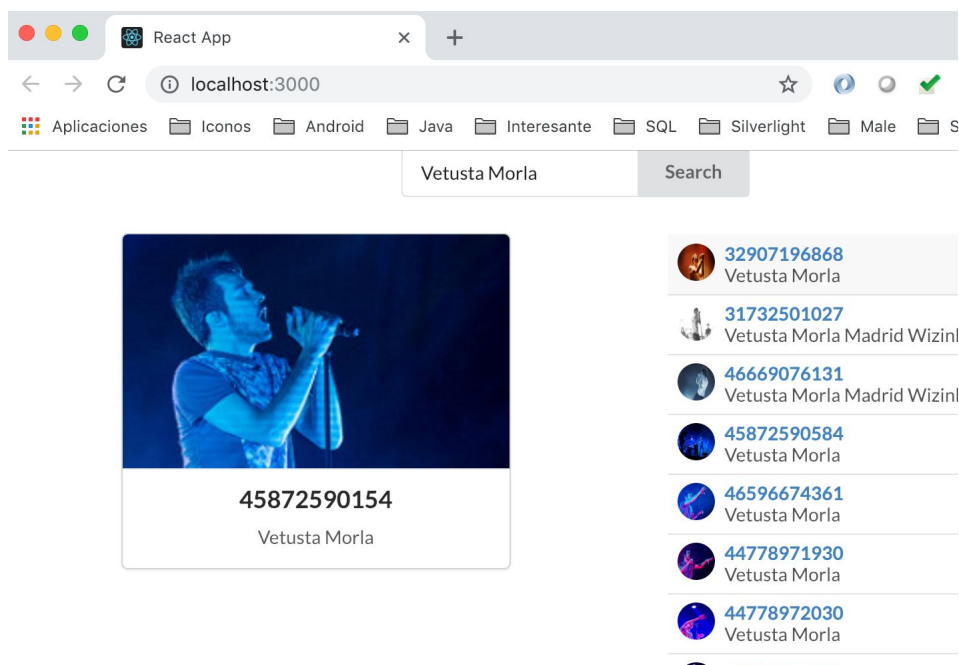 React App
localhost:3000
Aplicaciones Iconos Android Java Interesante SQL Silverlight Male
Vetusta Morla Search
45872590154
Vetusta Morla
32907196868
Vetusta Morla
31732501027
Vetusta Morla Madrid Wizin
46669076131
Vetusta Morla Madrid Wizin
45872590584
Vetusta Morla
46596674361
Vetusta Morla
44778971930
Vetusta Morla
44778972030
Vetusta Morla